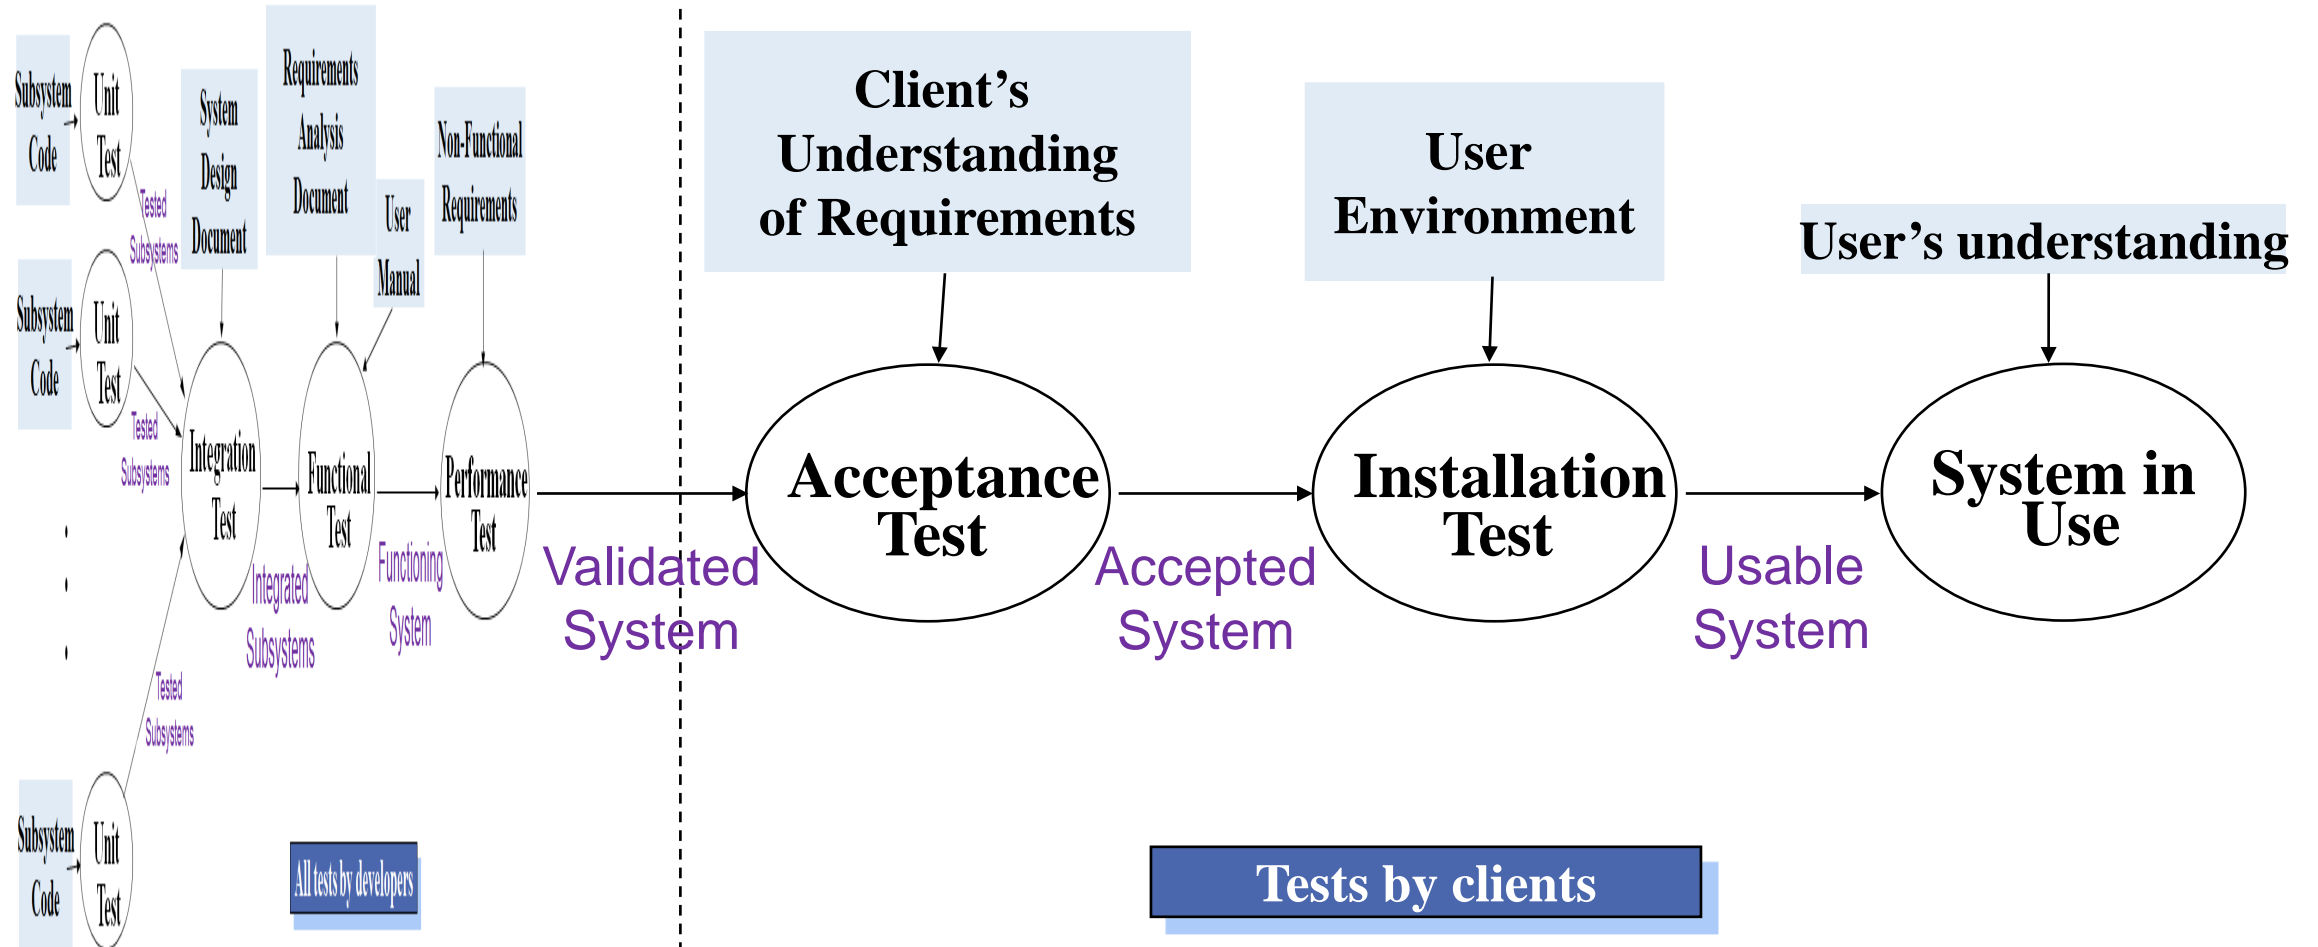 Subsystem
Code
Unit
Test
Tested
Subsystems
Subsystem
Code
Unit
Test
Tested
Subsystems
.
.
.
Subsystem
Code
Unit
Test
Tested
Subsystems
System
Design
Document
Integration
Test
Integrated
Subsystems
Requirements
Analysis
Document
User
Manual
Functional
Test
Functioning
System
Non-Functional
Requirements
Performance
Test
All tests by developers
Validated
System
Client’s
Understanding
of Requirements
Acceptance
Test
Accepted
System
User
Environment
Installation
Test
Usable
System
User’s understanding
System in
Use
Tests by clients